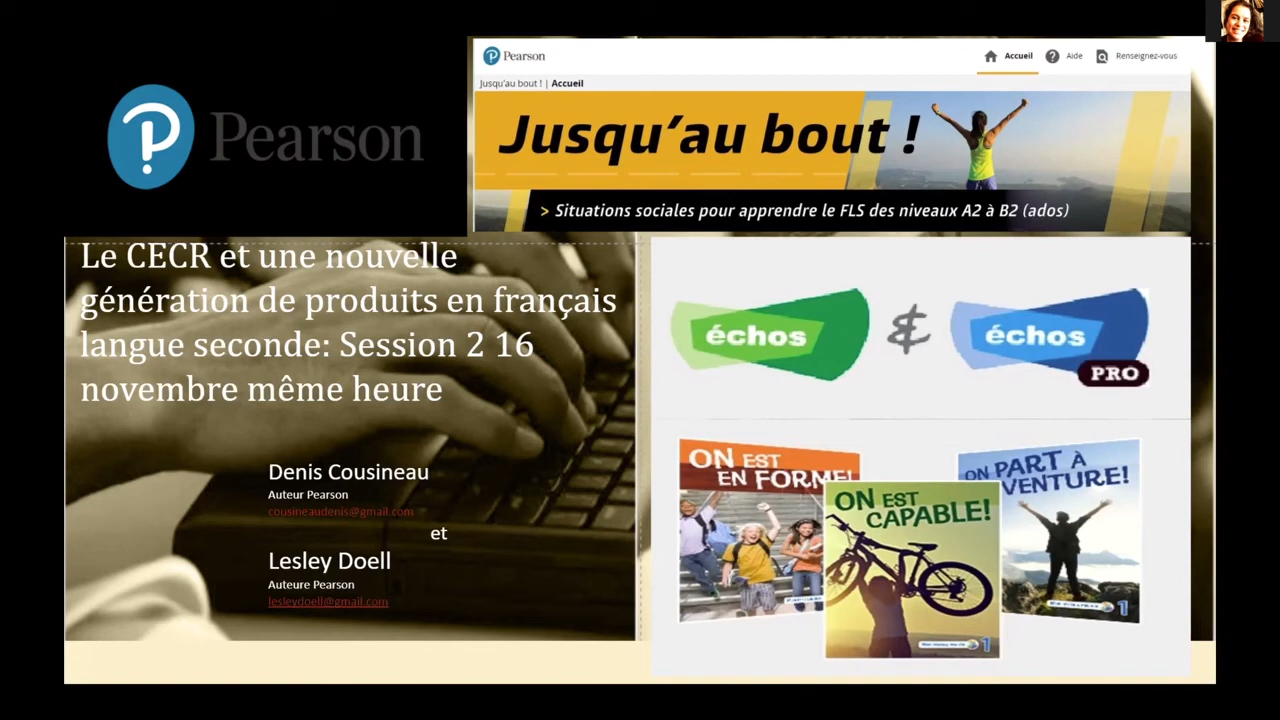 Pearson
Pearson
Accueil
Aide
Renseignez-vous
Jusqu'au bout ! | Accueil
Jusqu'au bout !
> Situations sociales pour apprendre le FLS des niveaux A2 à B2 (ados)
Le CECR et une nouvelle
génération de produits en français
langue seconde: Session 2 16
novembre même heure
Denis Cousineau
Auteur Pearson
cousineaudenis@gmail.com
et
Lesley Doell
Auteure Pearson
lesleydoell@gmail.com
échos
&
échos
PRO
ON EST
EN FORME!
ON EST
CAPABLE!
1
ON PART À
VENTURE!
1